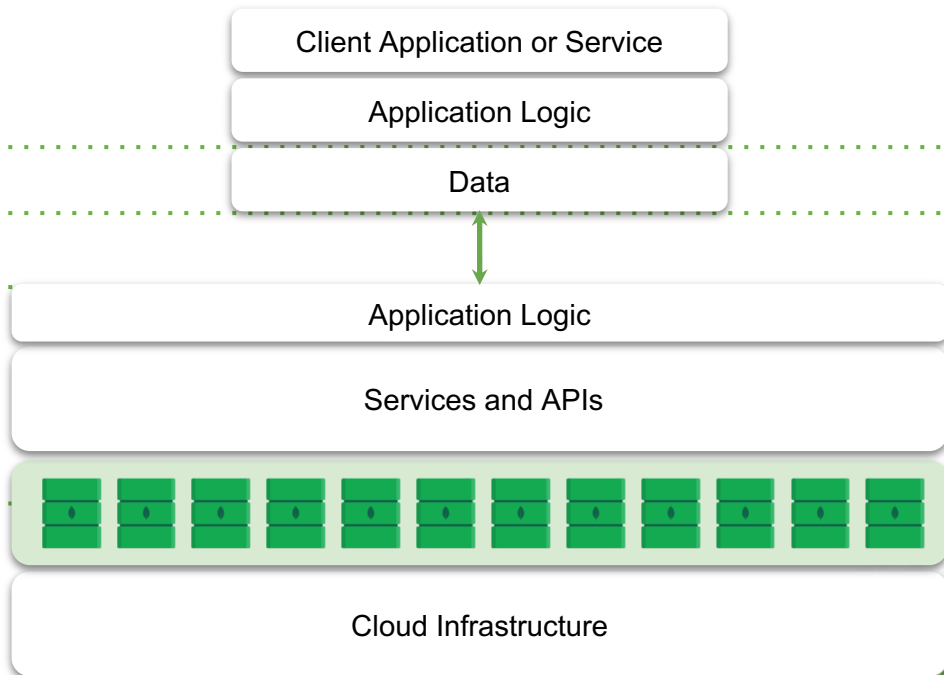 Client Application or Service
Application Logic
Data
Application Logic
Services and APIs
Cloud Infrastructure